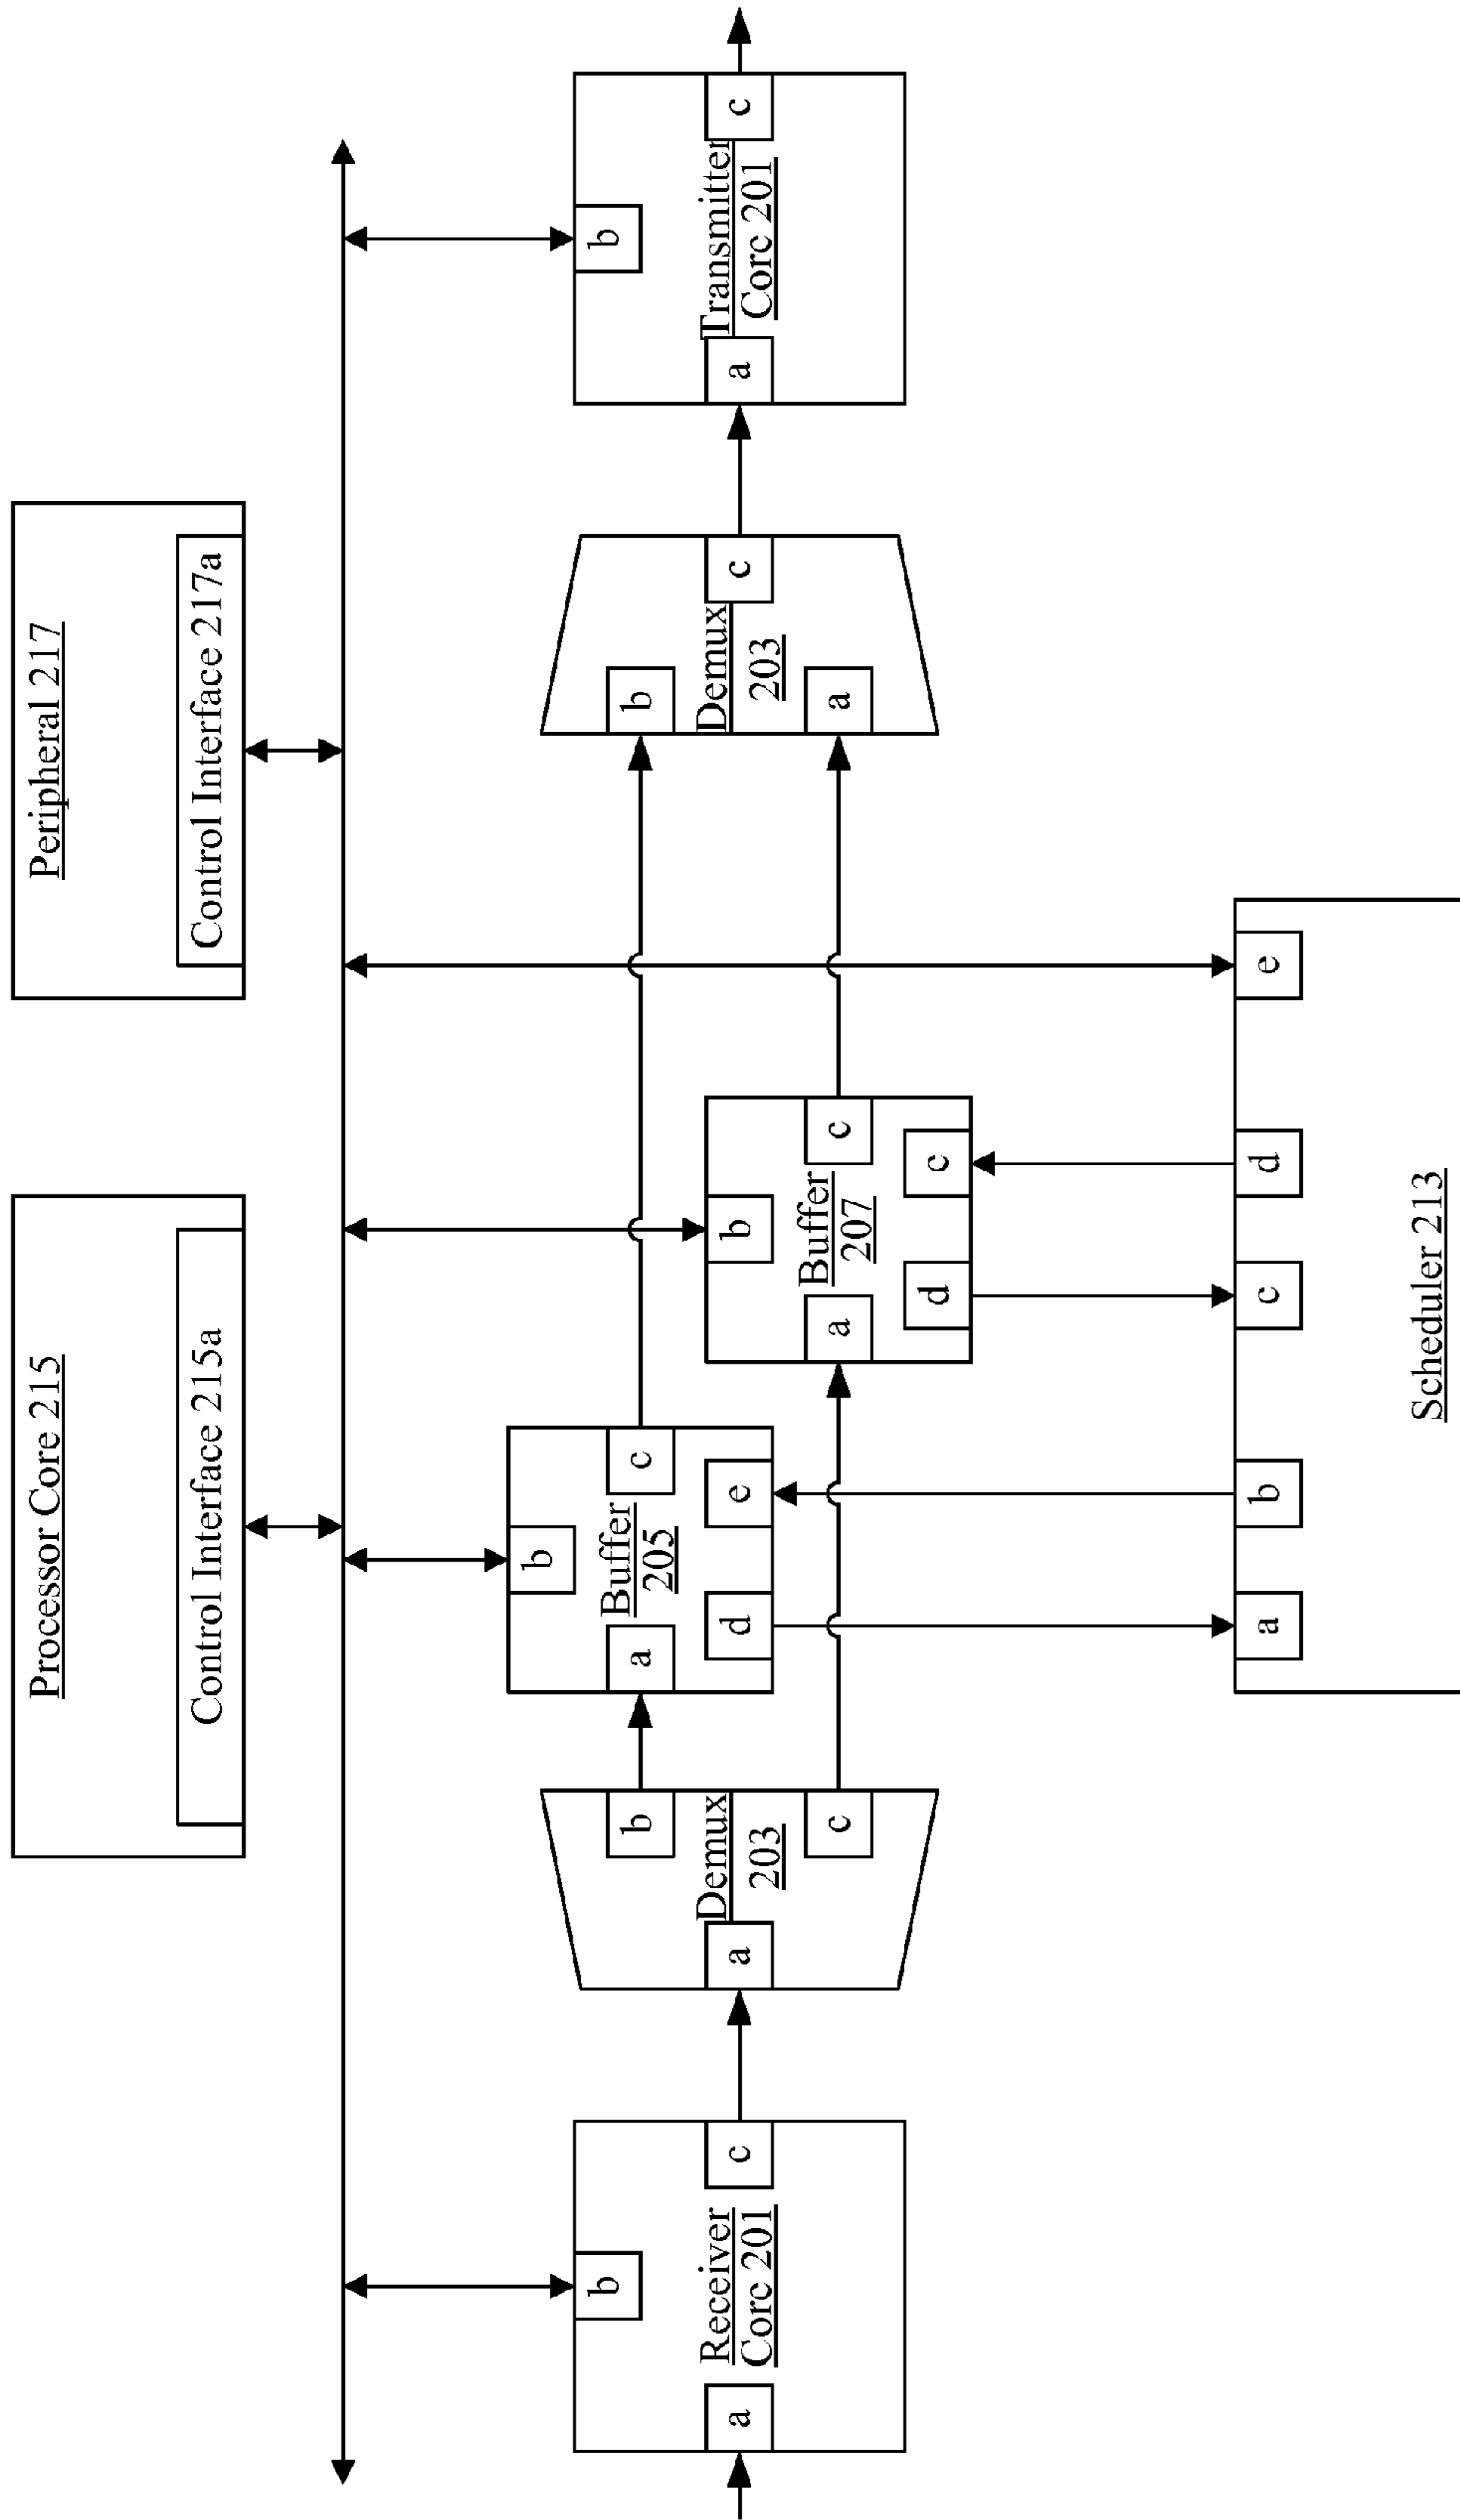 Processor Core 215
Control Interface 215a
Peripheral 217
Control Interface 217a
b
a
Receiver
Core 201
c
a
Demux
203
b
c
b
a
Buffer
205
c
d
e
b
a
Buffer
207
c
d
c
b
Demux
203
a
c
b
a
Transmitter
Core 201
c
a
b
c
d
e
Scheduler 213